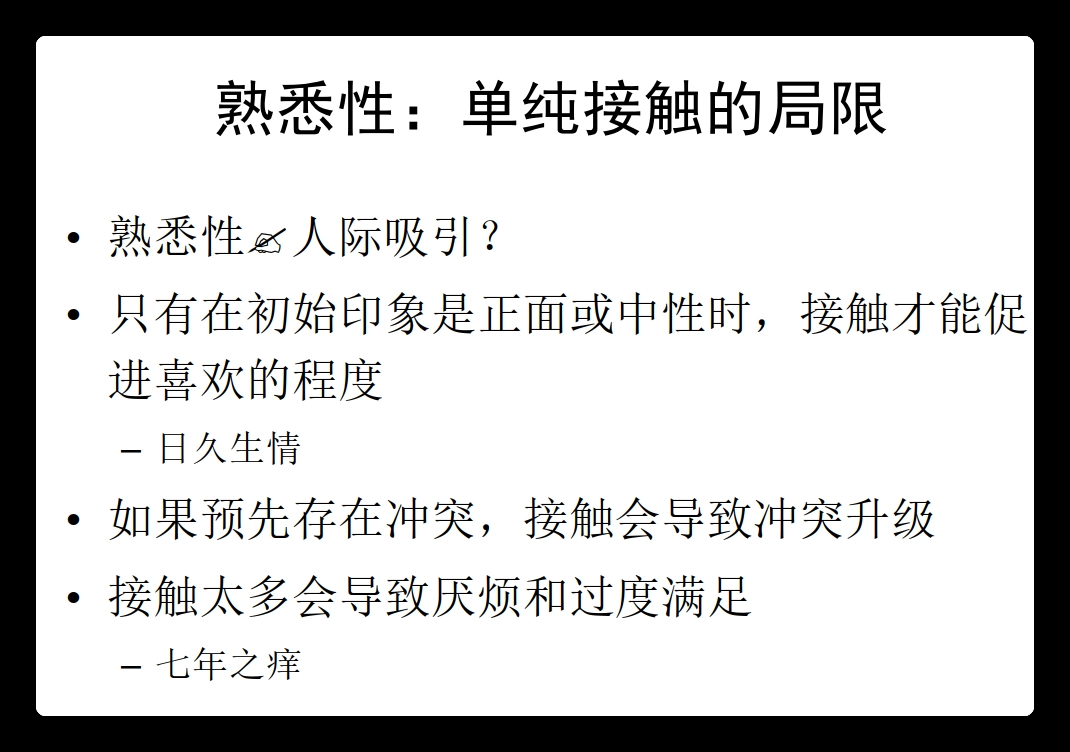 熟悉性：单纯接触的局限
• 熟悉性✍人际吸引？
• 只有在初始印象是正面或中性时，接触才能促
进喜欢的程度
– 日久生情
• 如果预先存在冲突，接触会导致冲突升级
• 接触太多会导致厌烦和过度满足
– 七年之痒